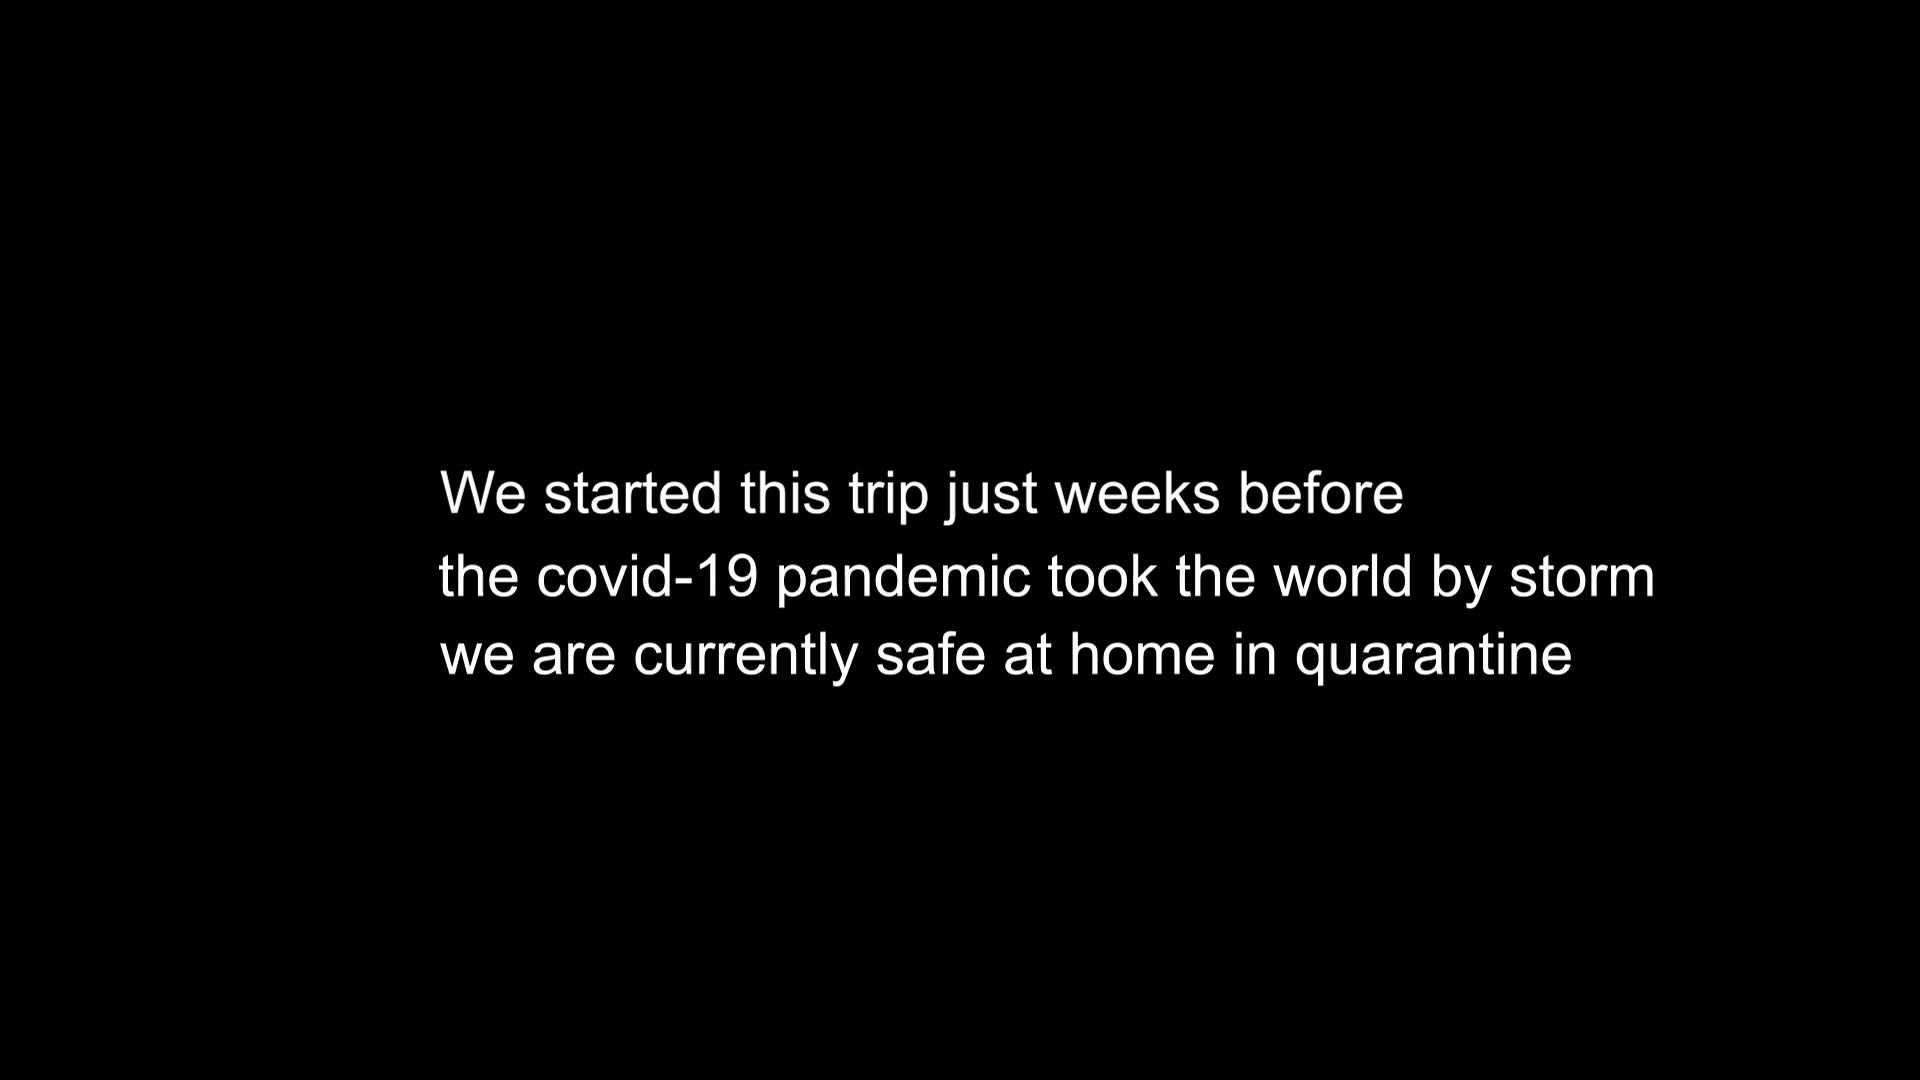 We started this trip just weeks before
the covid-19 pandemic took the world by storm
we are currently safe at home in quarantine